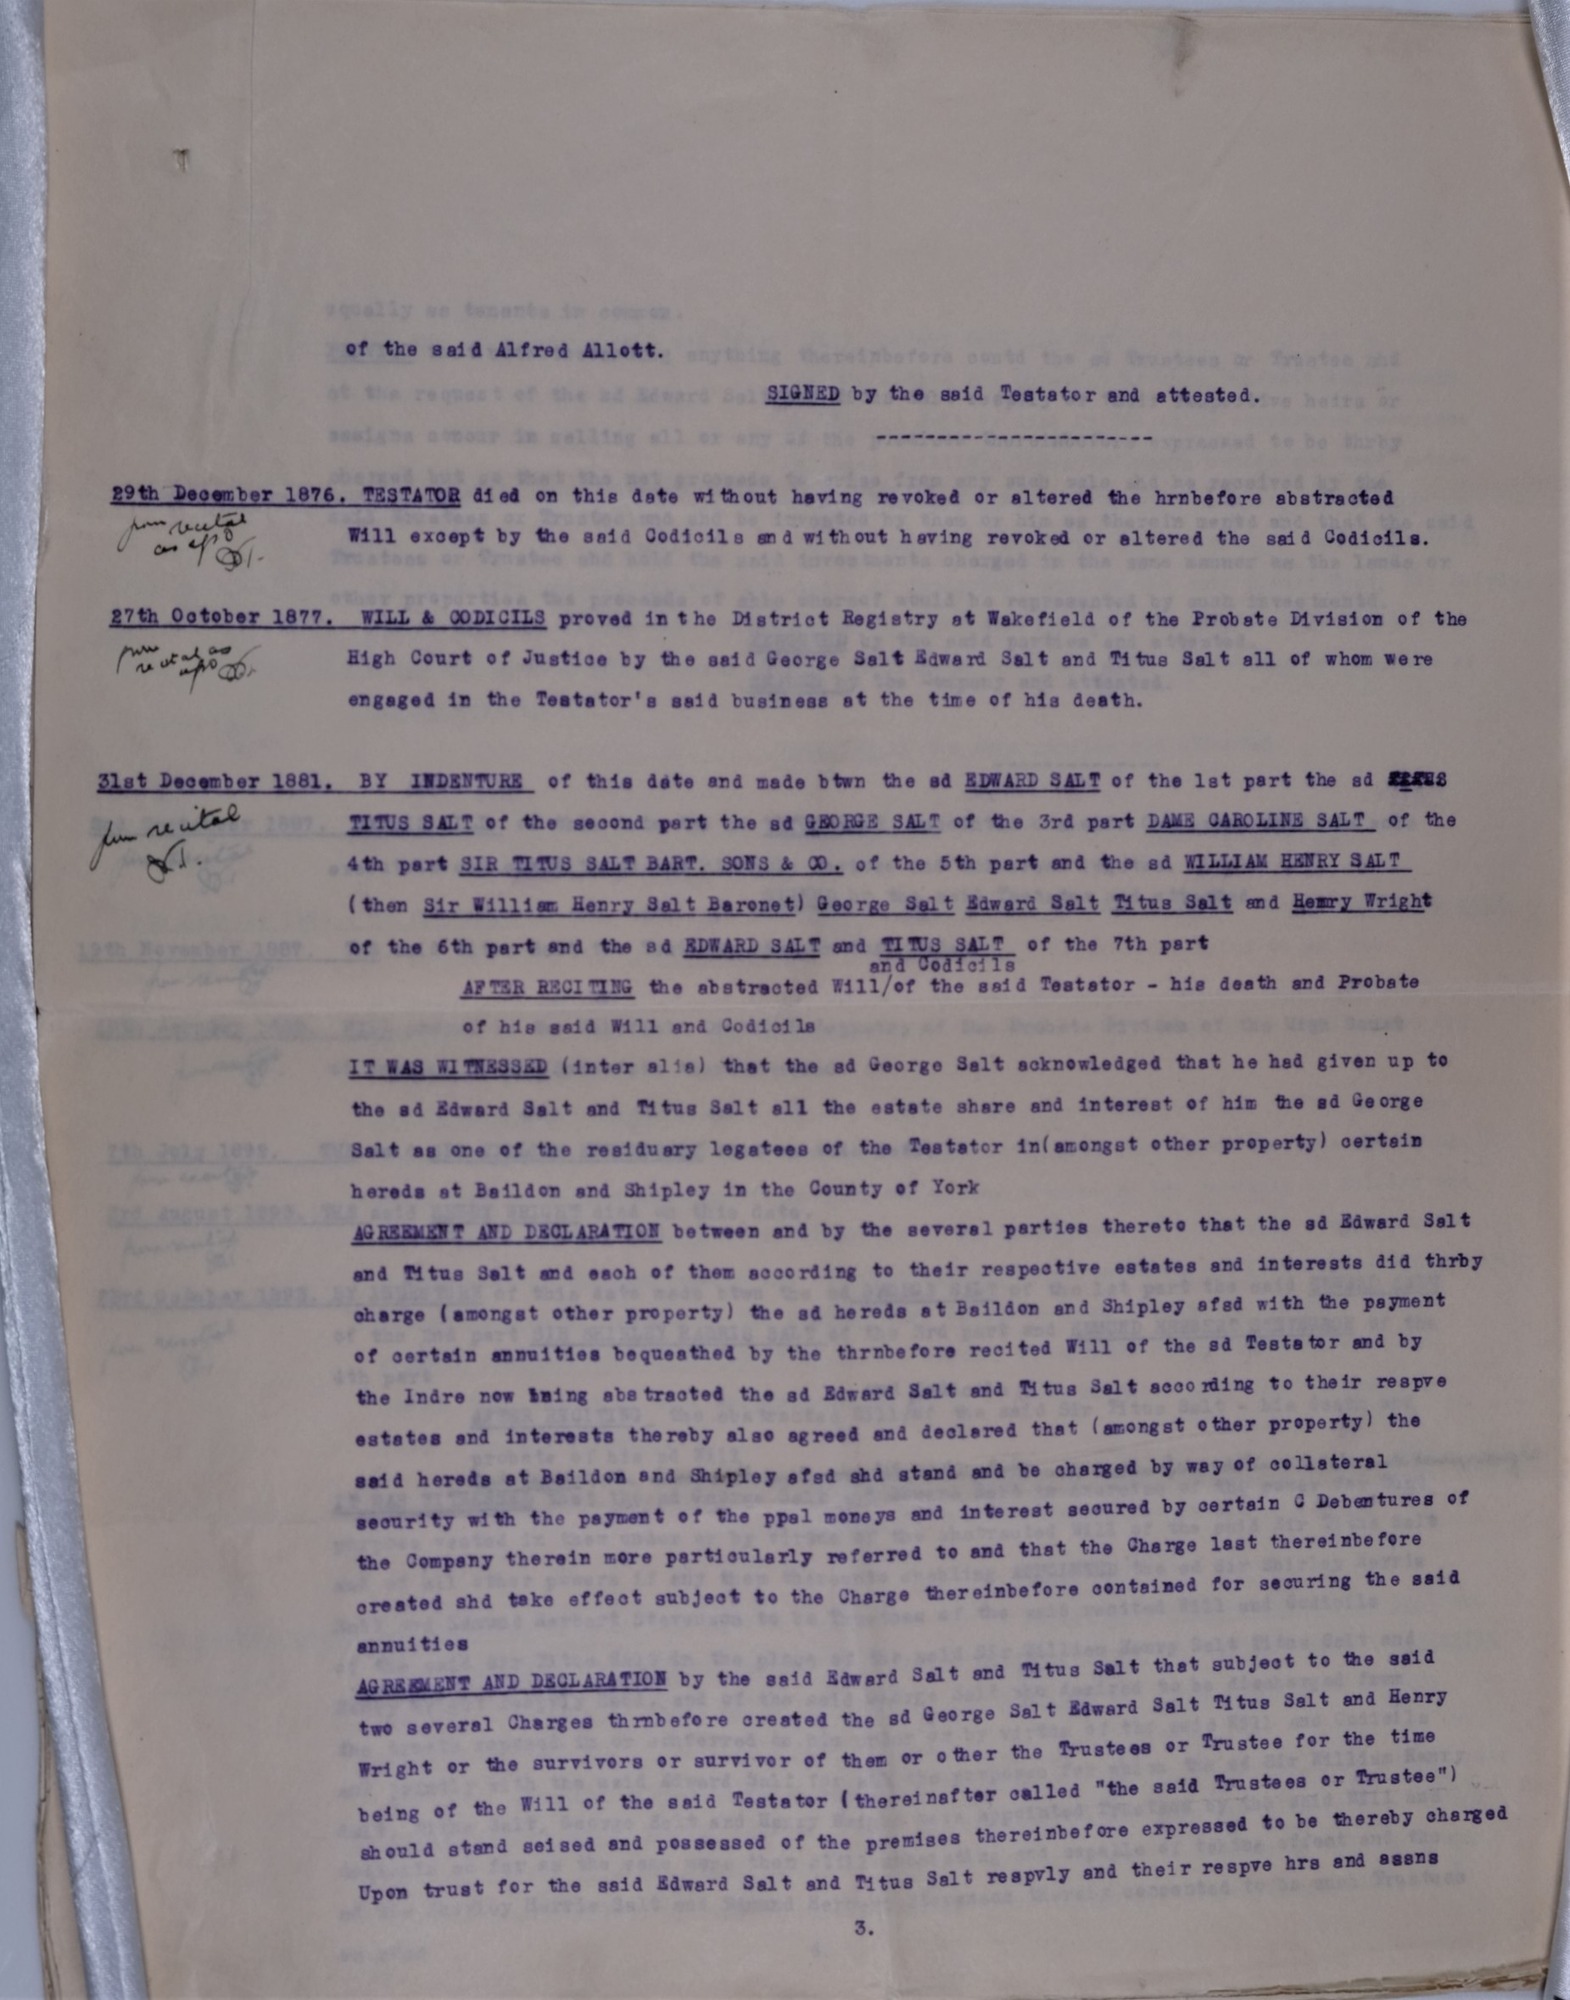 of the said Alfred Allott.
SIGNED by the said Testator and attested.
-----------------------
29th December 1876. TESTATOR died on this date without having revoked or altered the hrnbefore abstracted
Will except by the said Codicils and without having revoked or altered the said Codicils.
recital
as
27th October 1877. WILL & CODICILS proved in the District Registry at Wakefield of the Probate Division of the
recital as
High Court of Justice by the said George Salt Edward Salt and Titus Salt all of whom were
engaged in the Testator's said business at the time of his death.
31st December 1881. BY INDENTURE of this date and made btwn the sd EDWARD SALT of the 1st part the sd
recital
TITUS SALT of the second part the sd GEORGE SALT of the 3rd part DAME CAROLINE SALT of the
4th part SIR TITUS SALT BART. SONS & CO. of the 5th part and the sd WILLIAM HENRY SALT
(then Sir William Henry Salt Baronet) George Salt Edward Salt Titus Salt and Henry Wright
of the 6th part and the sd EDWARD SALT and TITUS SALT of the 7th part
and Codicils
AFTER RECITING the abstracted Will/of the said Testator - his death and Probate
of his said Will and Codicils
IT WAS WITNESSED (inter alia) that the sd George Salt acknowledged that he had given up to
the sd Edward Salt and Titus Salt all the estate share and interest of him the sd George
Salt as one of the residuary legatees of the Testator in(amongst other property) certain
hereds at Baildon and Shipley in the County of York
AGREEMENT AND DECLARATION between and by the several parties thereto that the sd Edward Salt
and Titus Salt and each of them according to their respective estates and interests did thrby
charge (amongst other property) the sd hereds at Baildon and Shipley afsd with the payment
of certain annuities bequeathed by the thrnbefore recited Will of the sd Testator and by
the Indre now being abstracted the sd Edward Salt and Titus Salt according to their respve
estates and interests thereby also agreed and declared that (amongst other property) the
said hereds at Baildon and Shipley afsd shd stand and be charged by way of collateral
security with the payment of the ppal moneys and interest secured by certain C Debentures of
the Company therein more particularly referred to and that the Charge last thereinbefore
created shd take effect subject to the Charge thereinbefore contained for securing the said
annuities
AGREEMENT AND DECLARATION by the said Edward Salt and Titus Salt that subject to the said
two several Charges thrnbefore created the sd George Salt Edward Salt Titus Salt and Henry
Wright or the survivors or survivor of them or other the Trustees or Trustee for the time
being of the Will of the said Testator (thereinafter called "the said Trustees or Trustee")
should stand seised and possessed of the premises thereinbefore expressed to be thereby charged
Upon trust for the said Edward Salt and Titus Salt respvly and their respve hrs and assns
3.